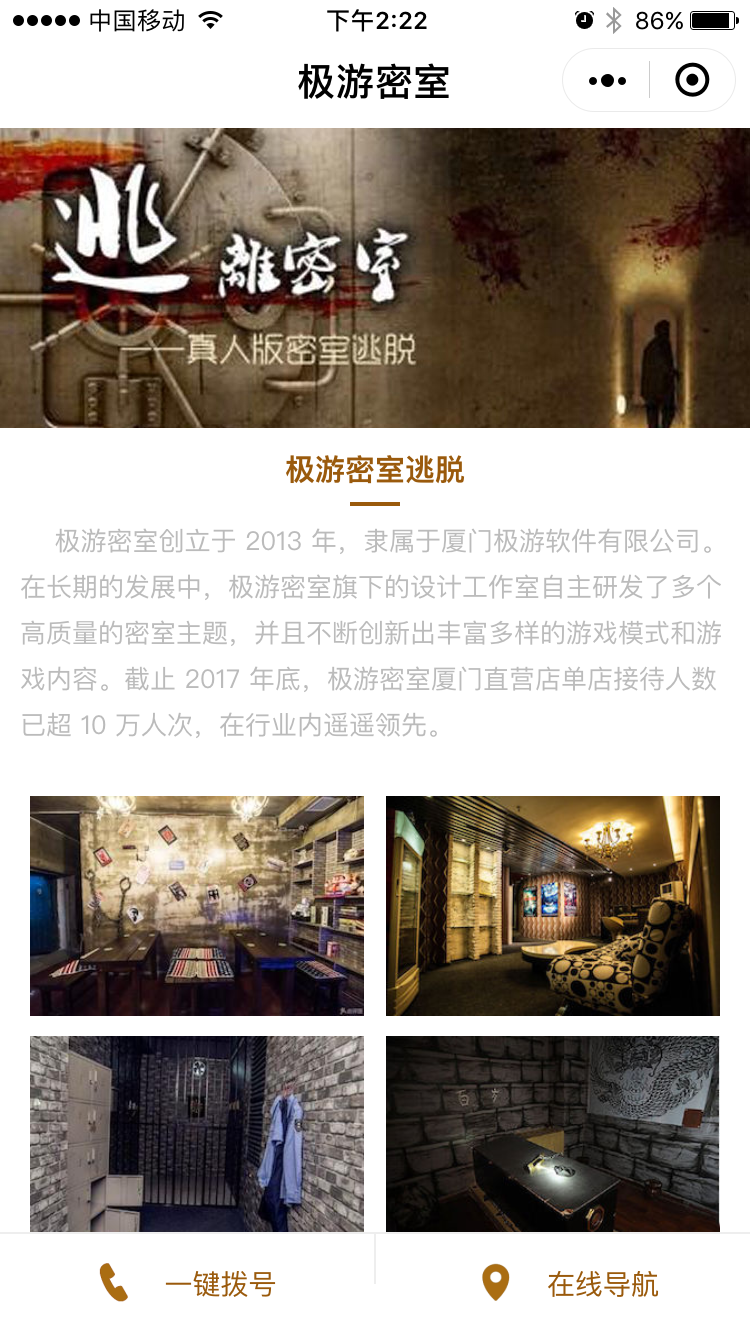 中国移动
下午2:22
86%
极游密室
逃
離密室
——真人版密室逃脱
极游密室逃脱
极游密室创立于 2013 年，隶属于厦门极游软件有限公司。
在长期的发展中，极游密室旗下的设计工作室自主研发了多个
高质量的密室主题，并且不断创新出丰富多样的游戏模式和游
戏内容。截止 2017 年底，极游密室厦门直营店单店接待人数
已超 10 万人次，在行业内遥遥领先。
一键拨号
在线导航